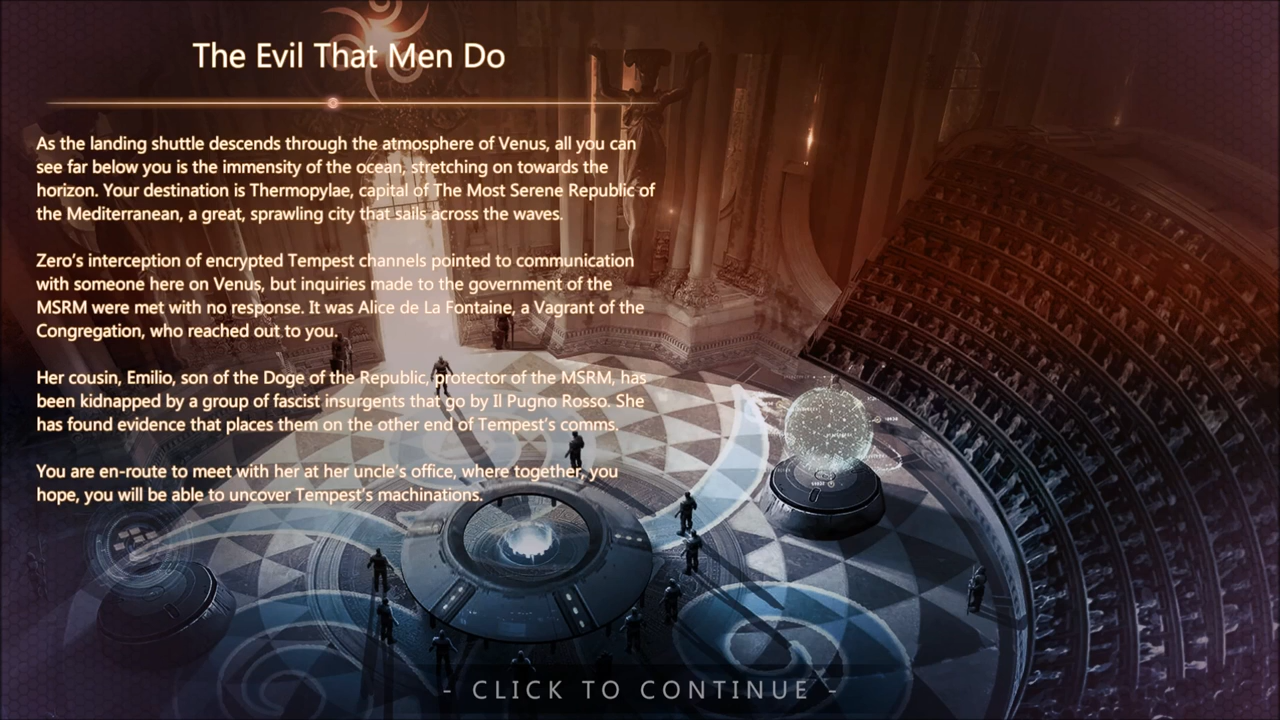 The Evil That Men Do
As the landing shuttle descends through the atmosphere of Venus, all you can
see far below you is the immensity of the ocean, stretching on towards the
horizon. Your destination is Thermopylae, capital of The Most Serene Republic of
the Mediterranean, a great, sprawling city that sails across the waves.
Zero's interception of encrypted Tempest channels pointed to communication
with someone here on Venus, but inquiries made to the government of the
MSRM were met with no response. It was Alice de La Fontaine, a Vagrant of the
Congregation, who reached out to you.
Her cousin, Emilio, son of the Doge of the Republic, protector of the MSRM, has
been kidnapped by a group of fascist insurgents that go by Il Pugno Rosso. She
has found evidence that places them on the other end of Tempest's comms.
You are en-route to meet with her at her uncle's office, where together, you
hope, you will be able to uncover Tempest's machinations.
- CLICK TO CONTINUE -